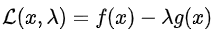 ℒ(x, λ) = f(x) − λg(x)